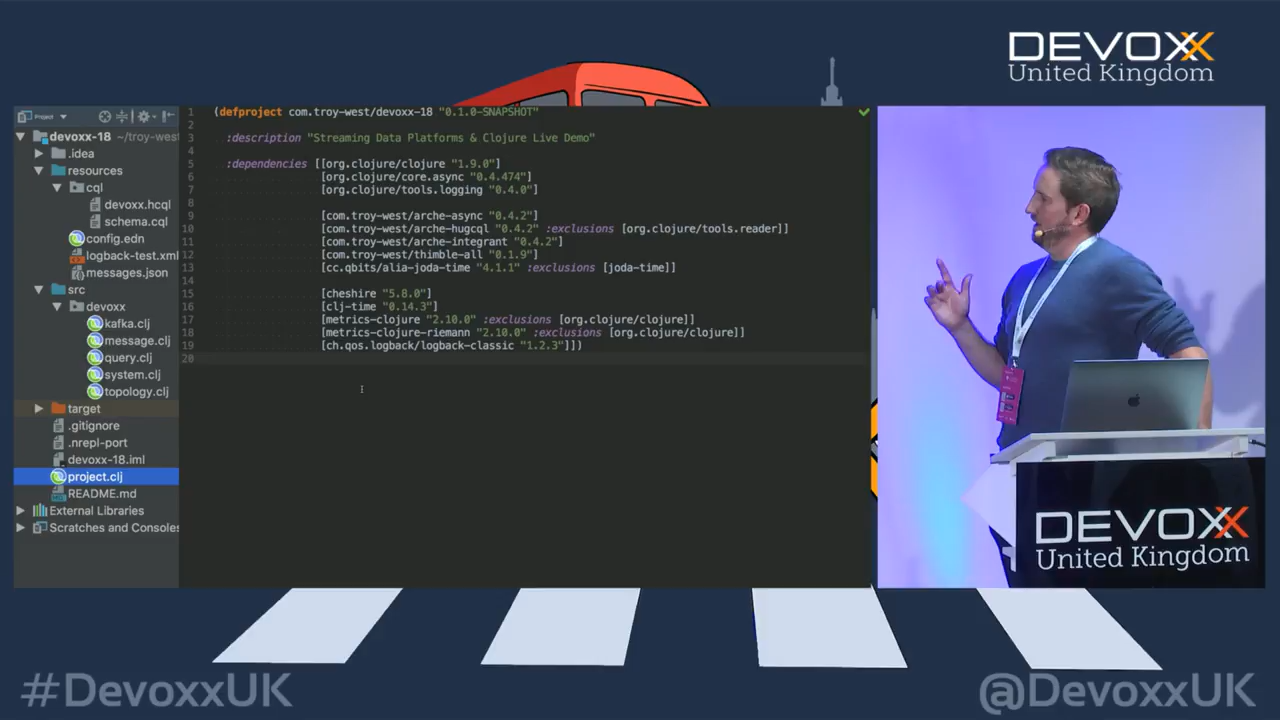 DEVOXX
United Kingdom
Project
devoxx-18 ~/troy-west
.idea
resources
cql
devoxx.hcql
schema.cql
config.edn
logback-test.xml
messages.json
src
devoxx
kafka.clj
message.clj
query.clj
system.clj
topology.clj
target
.gitignore
.nrepl-port
devoxx-18.iml
project.clj
README.md
External Libraries
Scratches and Consoles
1 (defproject com.troy-west/devoxx-18 "0.1.0-SNAPSHOT"
2
3 :description "Streaming Data Platforms & Clojure Live Demo"
4
5 :dependencies [[org.clojure/clojure "1.9.0"]
6 [org.clojure/core.async "0.4.474"]
7 [org.clojure/tools.logging "0.4.0"]
8
9 [com.troy-west/arche-async "0.4.2"]
10 [com.troy-west/arche-hugcql "0.4.2" :exclusions [org.clojure/tools.reader]]
11 [com.troy-west/arche-integrant "0.4.2"]
12 [com.troy-west/thimble-all "0.1.9"]
13 [cc.qbits/alia-joda-time "4.1.1" :exclusions [joda-time]]
14
15 [cheshire "5.8.0"]
16 [clj-time "0.14.3"]
17 [metrics-clojure "2.10.0" :exclusions [org.clojure/clojure]]
18 [metrics-clojure-riemann "2.10.0" :exclusions [org.clojure/clojure]]
19 [ch.qos.logback/logback-classic "1.2.3"]])
20
DEVOXX
United Kingdom
#DevoxxUK
@DevoxxUK